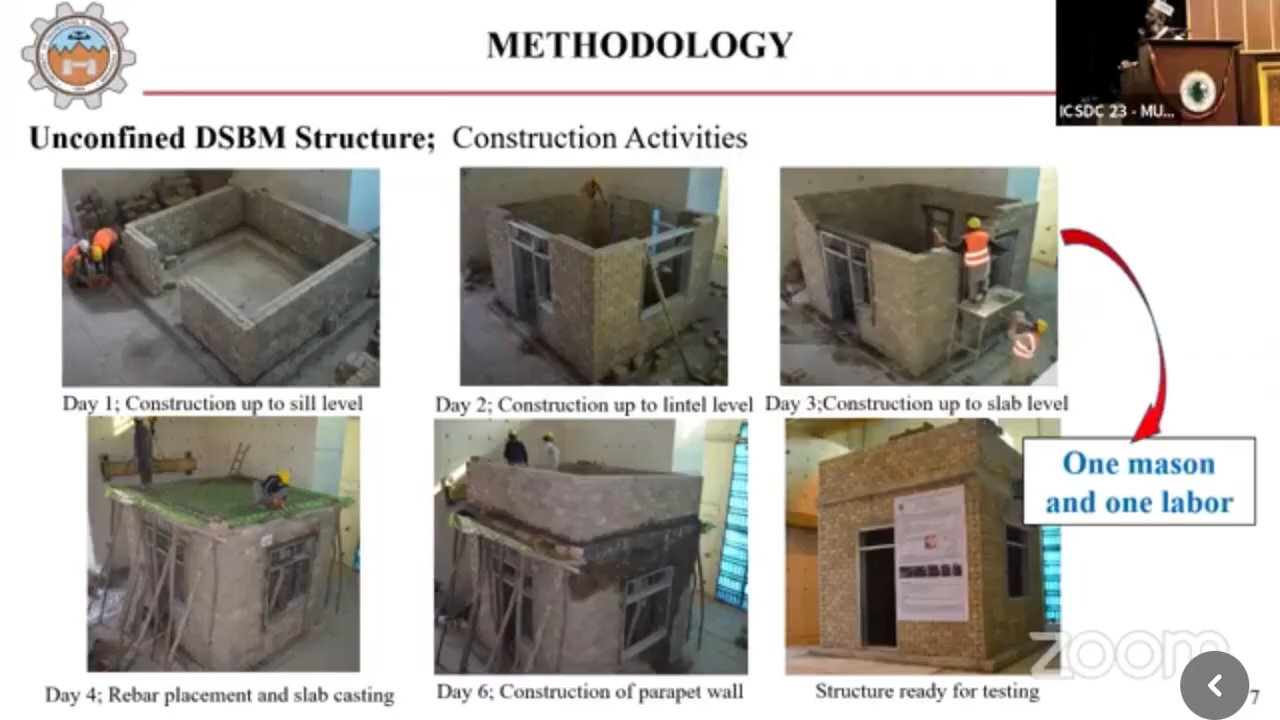 METHODOLOGY
ICSDC 23 - MU...
Unconfined DSBM Structure; Construction Activities
Day 1; Construction up to sill level
Day 2; Construction up to lintel level
Day 3;Construction up to slab level
One mason
and one labor
Day 4; Rebar placement and slab casting
Day 6; Construction of parapet wall
Structure ready for testing
zoom
7